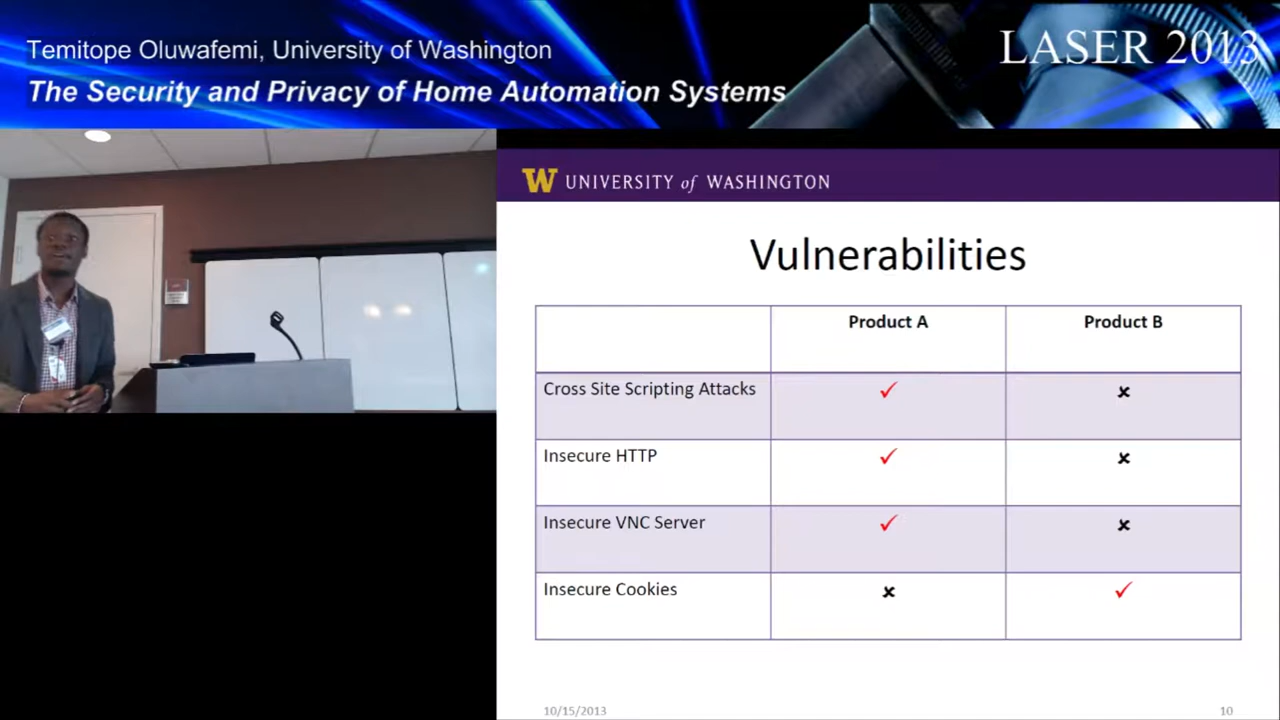 Temitope Oluwafemi, University of Washington
LASER 2013
The Security and Privacy of Home Automation Systems
W UNIVERSITY of WASHINGTON
Vulnerabilities
Product A Product B
Cross Site Scripting Attacks ✓ ✗
Insecure HTTP ✓ ✗
Insecure VNC Server ✓ ✗
Insecure Cookies ✗ ✓
10/15/2013 10